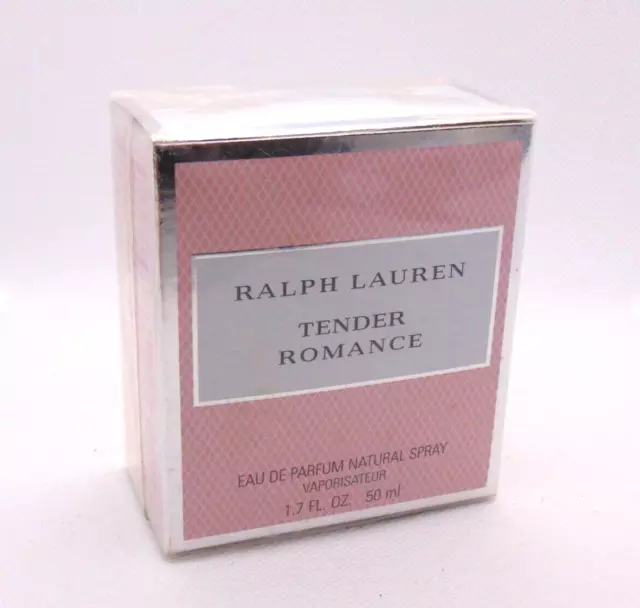 RALPH LAUREN
TENDER
ROMANCE
EAU DE PARFUM NATURAL SPRAY
VAPORISATEUR
1.7 FL. OZ. 50 ml